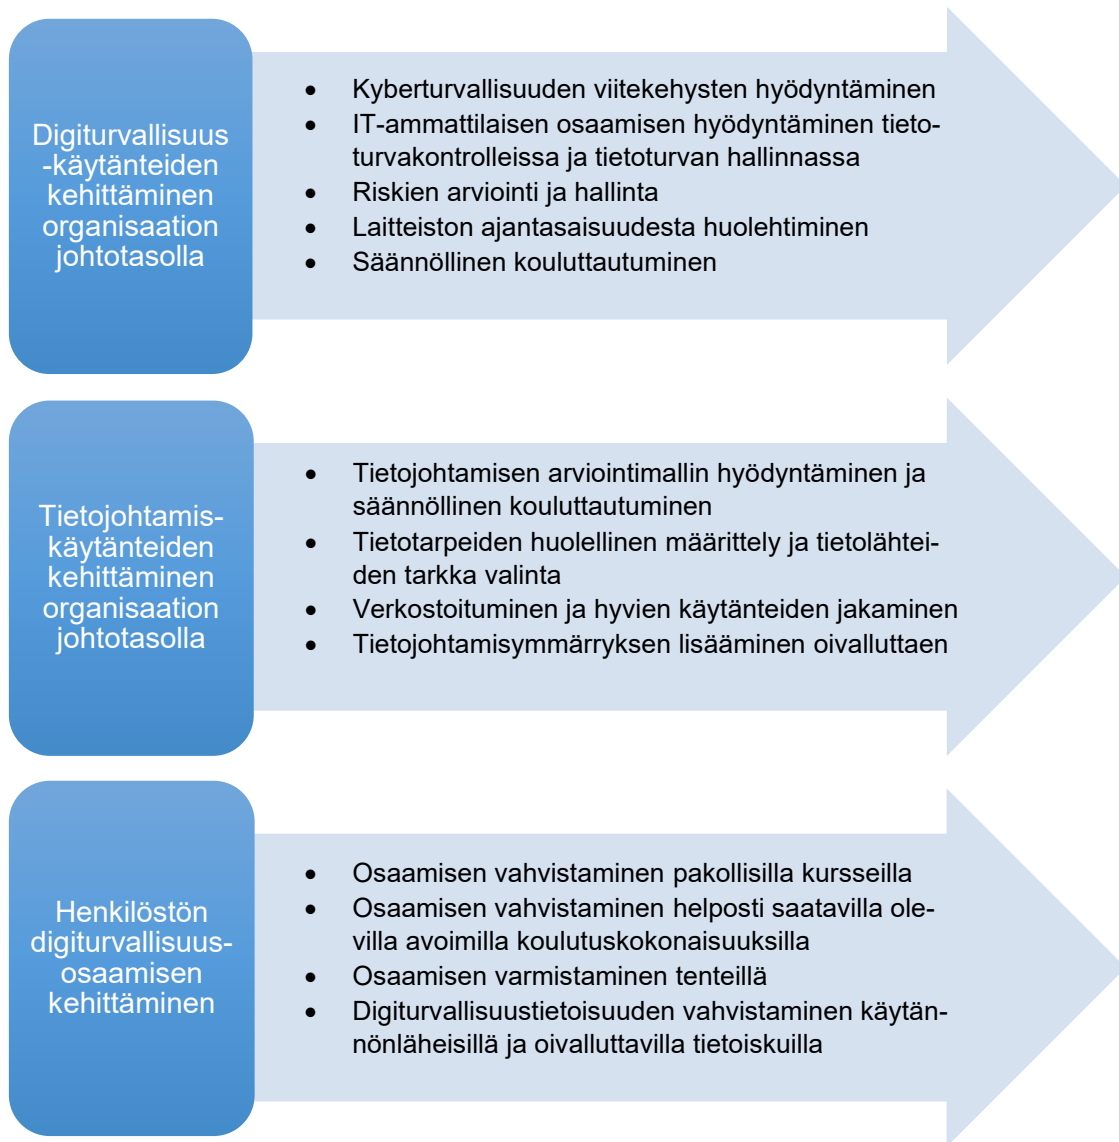 Digiturvallisuus
-käytänteiden
kehittäminen
organisaation
johtotasolla
• Kyberturvallisuuden viitekehysten hyödyntäminen
• IT-ammattilaisen osaamisen hyödyntäminen tieto-
turvakontrolleissa ja tietoturvan hallinnassa
• Riskien arviointi ja hallinta
• Laitteiston ajantasaisuudesta huolehtiminen
• Säännöllinen kouluttautuminen
Tietojohtamis-
käytänteiden
kehittäminen
organisaation
johtotasolla
• Tietojohtamisen arviointimallin hyödyntäminen ja
säännöllinen kouluttautuminen
• Tietotarpeiden huolellinen määrittely ja tietolähtei-
den tarkka valinta
• Verkostoituminen ja hyvien käytänteiden jakaminen
• Tietojohtamisymmärryksen lisääminen oivalluttaen
Henkilöstön
digiturvallisuus-
osaamisen
kehittäminen
• Osaamisen vahvistaminen pakollisilla kursseilla
• Osaamisen vahvistaminen helposti saatavilla ole-
villa avoimilla koulutuskokonaisuuksilla
• Osaamisen varmistaminen tenteillä
• Digiturvallisuustietoisuuden vahvistaminen käytän-
nönläheisillä ja oivalluttavilla tietoiskuilla